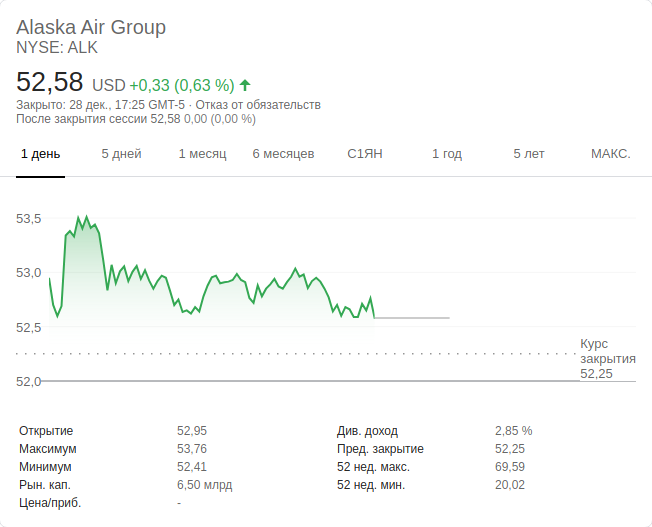 Alaska Air Group
NYSE: ALK
52,58 USD +0,33 (0,63 %)
Закрыто: 28 дек., 17:25 GMT-5 · Отказ от обязательств
После закрытия сессии 52,58 0,00 (0,00 %)
1 день 5 дней 1 месяц 6 месяцев С1ЯН 1 год 5 лет МАКС.
53,5
53,0
52,5
52,0
Курс
закрытия
52,25
Открытие 52,95 Див. доход 2,85 %
Максимум 53,76 Пред. закрытие 52,25
Минимум 52,41 52 нед. макс. 69,59
Рын. кап. 6,50 млрд 52 нед. мин. 20,02
Цена/приб. -